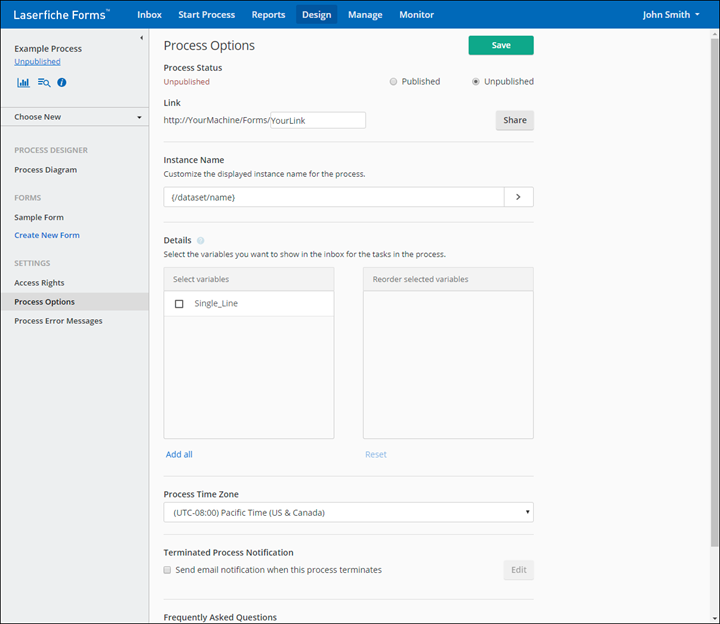 Laserfiche Forms™ Inbox Start Process Reports Design Manage Monitor John Smith
Example Process
Unpublished
Choose New
PROCESS DESIGNER
Process Diagram
FORMS
Sample Form
Create New Form
SETTINGS
Access Rights
Process Options
Process Error Messages
Process Options Save
Process Status
Unpublished Published Unpublished
Link
http://YourMachine/Forms/YourLink Share
Instance Name
Customize the displayed instance name for the process.
{/dataset/name} >
Details ?
Select the variables you want to show in the inbox for the tasks in the process.
Select variables Reorder selected variables
Single_Line
Add all Reset
Process Time Zone
(UTC-08:00) Pacific Time (US & Canada)
Terminated Process Notification
Send email notification when this process terminates Edit
Frequently Asked Questions